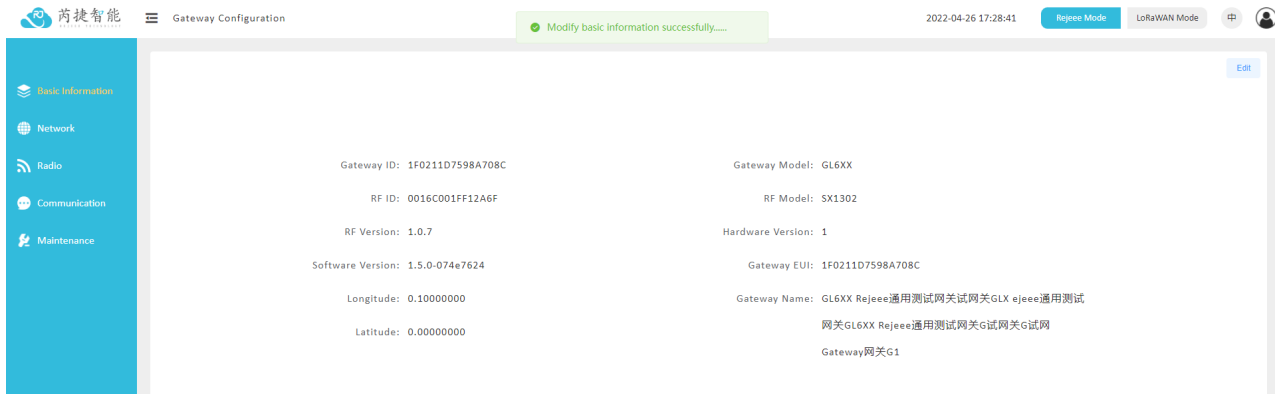 芮捷智能
Gateway Configuration
Modify basic information successfully......
2022-04-26 17:28:41
Rejeee Mode
LoRaWAN Mode
中
Edit
Basic Information
Network
Radio
Communication
Maintenance
Gateway ID: 1F0211D7598A708C
Gateway Model: GL6XX
RF ID: 0016C001FF12A6F
RF Model: SX1302
RF Version: 1.0.7
Hardware Version: 1
Software Version: 1.5.0-074e7624
Gateway EUI: 1F0211D7598A708C
Longitude: 0.10000000
Gateway Name: GL6XX Rejeee通用测试网关试网关GLX ejeee通用测试
网关GL6XX Rejeee通用测试网关G试网关G试网
Gateway网关G1
Latitude: 0.00000000